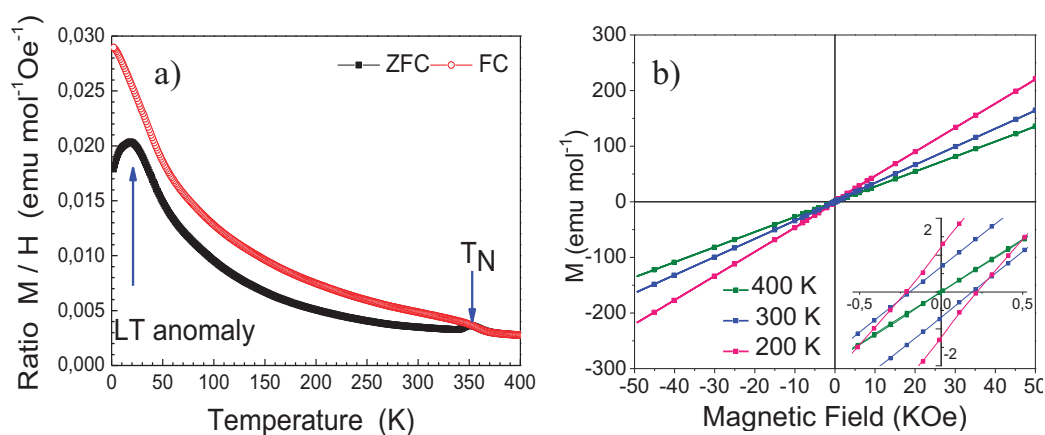 a)
ZFC FC
0,030
0,025
0,020
0,015
0,010
0,005
0,000
Ratio M / H (emu mol⁻¹Oe⁻¹)
LT anomaly
T_N
0 50 100 150 200 250 300 350 400
Temperature (K)
b)
300
200
100
0
-100
-200
-300
M (emu mol⁻¹)
400 K
300 K
200 K
2
-0,5 0,0 0,5
-2
-50 -40 -30 -20 -10 0 10 20 30 40 50
Magnetic Field (KOe)